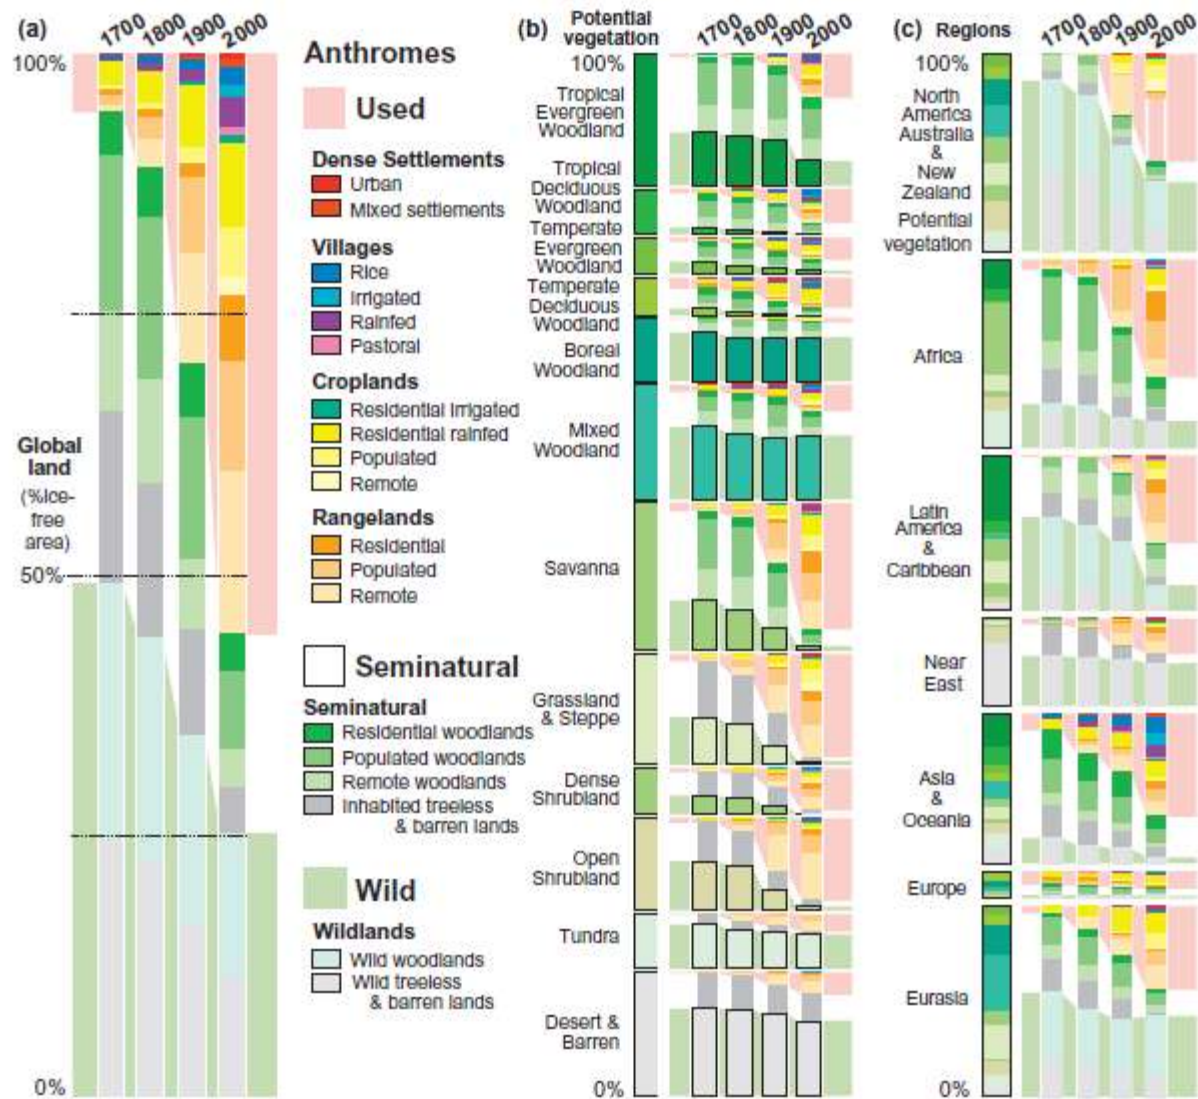 (a)
1700
1800
1900
2000
100%
Global
land
(%ice-
free
area)
50%
0%
Anthromes
Used
Dense Settlements
Urban
Mixed settlements
Villages
Rice
Irrigated
Rainfed
Pastoral
Croplands
Residential irrigated
Residential rainfed
Populated
Remote
Rangelands
Residential
Populated
Remote
Seminatural
Seminatural
Residential woodlands
Populated woodlands
Remote woodlands
Inhabited treeless
& barren lands
Wild
Wildlands
Wild woodlands
Wild treeless
& barren lands
(b)
Potential
vegetation
1700
1800
1900
2000
100%
Tropical
Evergreen
Woodland
Tropical
Deciduous
Woodland
Temperate
Evergreen
Woodland
Temperate
Deciduous
Woodland
Boreal
Woodland
Mixed
Woodland
Savanna
Grassland
& Steppe
Dense
Shrubland
Open
Shrubland
Tundra
Desert &
Barren
0%
(c)
Regions
1700
1800
1900
2000
100%
North
America
Australia
&
New
Zealand
Potential
vegetation
Africa
Latin
America
&
Caribbean
Near
East
Asia
&
Oceania
Europe
Eurasia
0%